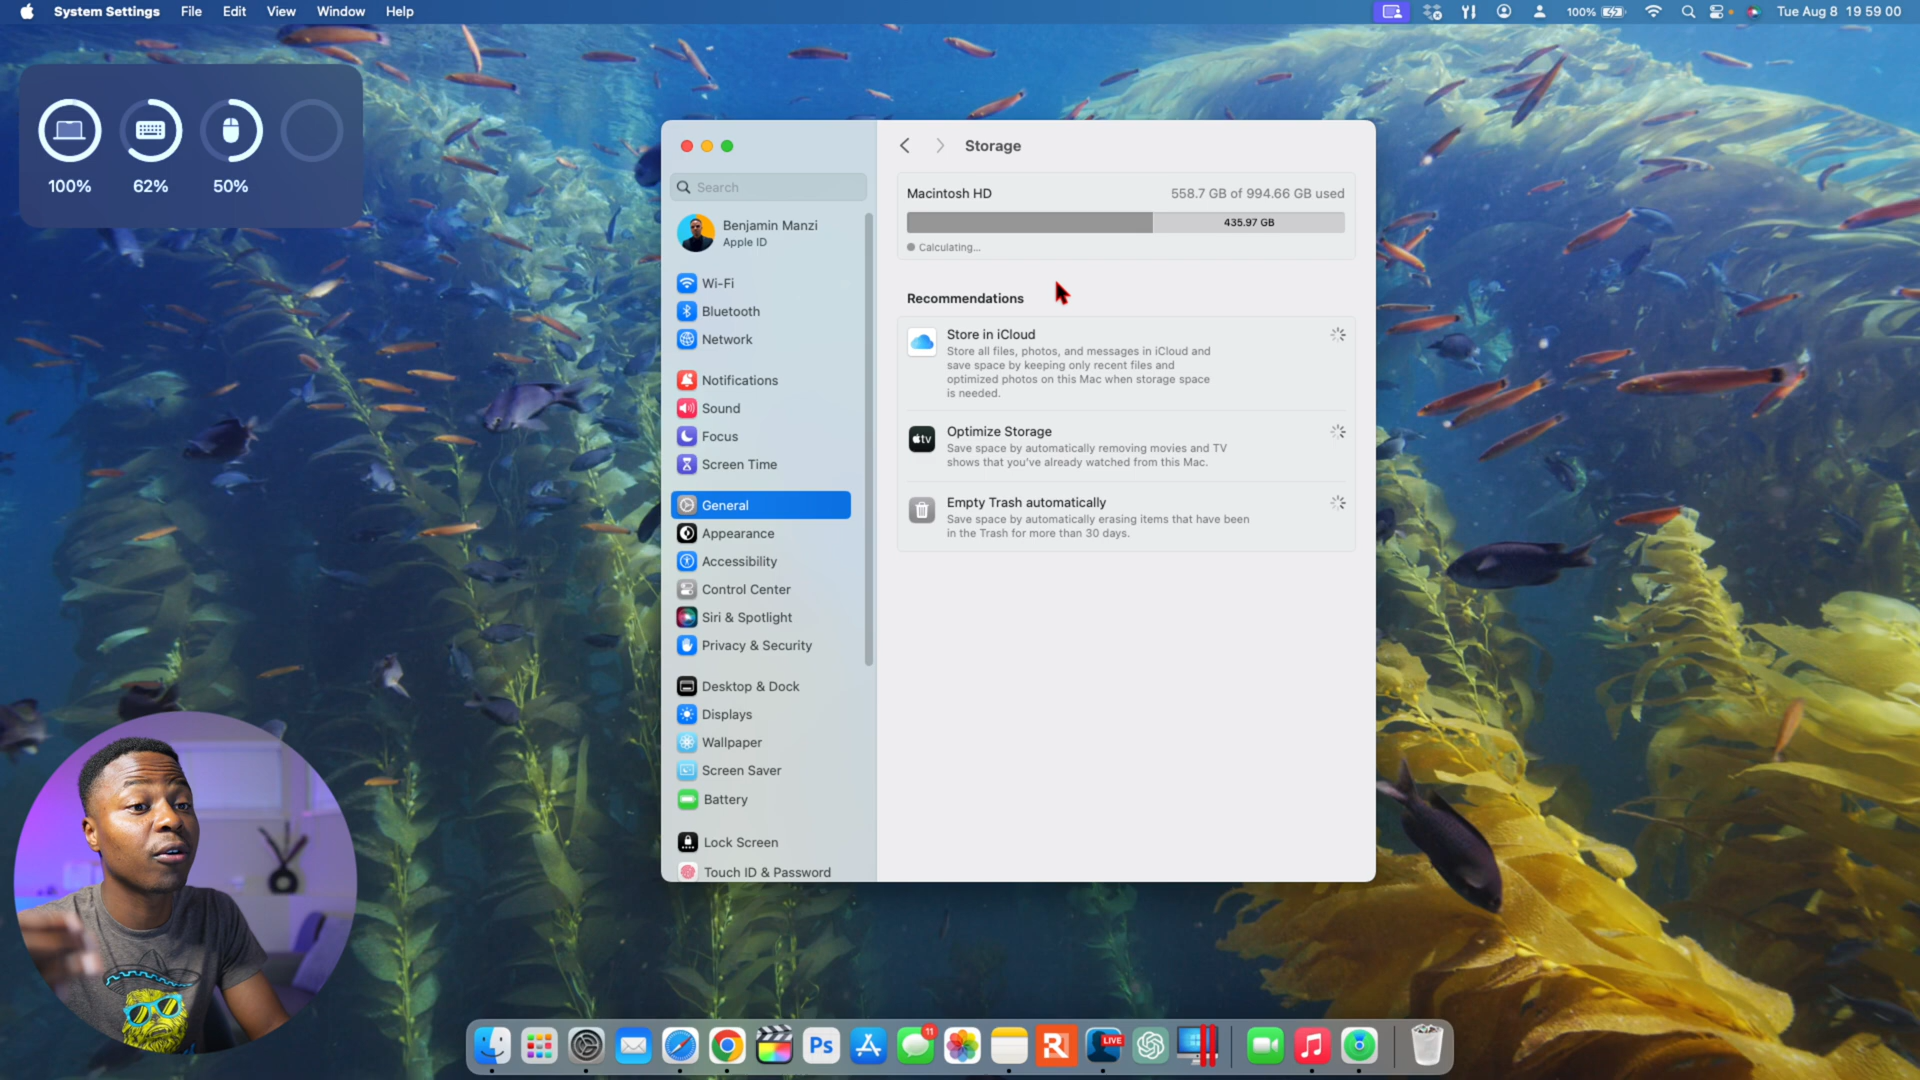 System Settings File Edit View Window Help
100%
Tue Aug 8 19 59 00
100% 62% 50%
Search
Benjamin Manzi
Apple ID
Wi-Fi
Bluetooth
Network
Notifications
Sound
Focus
Screen Time
General
Appearance
Accessibility
Control Center
Siri & Spotlight
Privacy & Security
Desktop & Dock
Displays
Wallpaper
Screen Saver
Battery
Lock Screen
Touch ID & Password
Storage
Macintosh HD 558.7 GB of 994.66 GB used
435.97 GB
Calculating...
Recommendations
Store in iCloud
Store all files, photos, and messages in iCloud and
save space by keeping only recent files and
optimized photos on this Mac when storage space
is needed.
tv
Optimize Storage
Save space by automatically removing movies and TV
shows that you've already watched from this Mac.
Empty Trash automatically
Save space by automatically erasing items that have been
in the Trash for more than 30 days.
Ps
11
R
LIVE